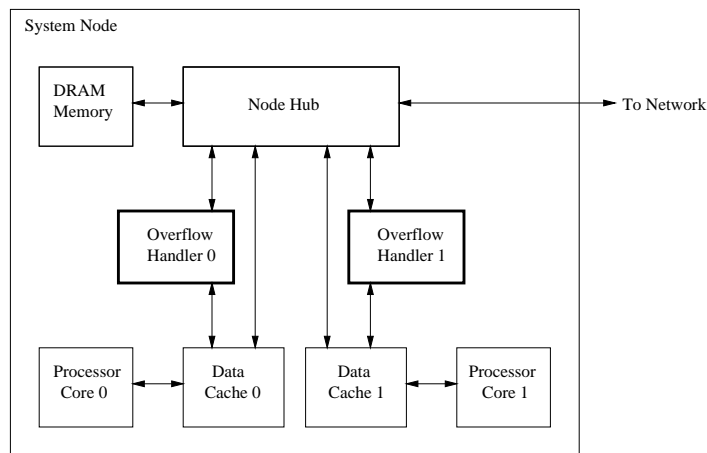 System Node
DRAM
Memory
Node Hub
To Network
Overflow
Handler 0
Overflow
Handler 1
Processor
Core 0
Data
Cache 0
Data
Cache 1
Processor
Core 1